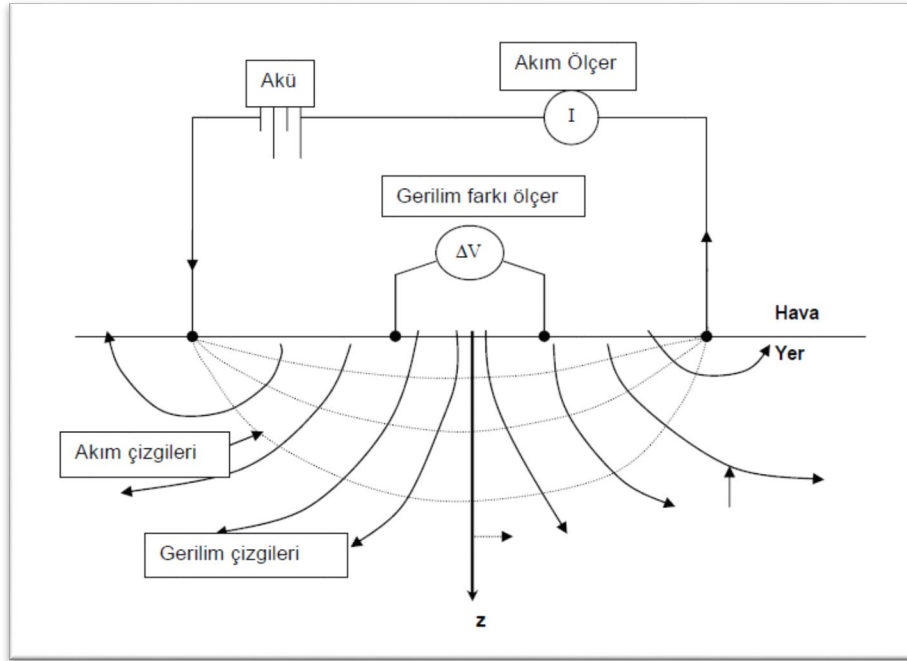 Akü
Akım Ölçer
I
Gerilim farkı ölçer
ΔV
Hava
Yer
Akım çizgileri
Gerilim çizgileri
z